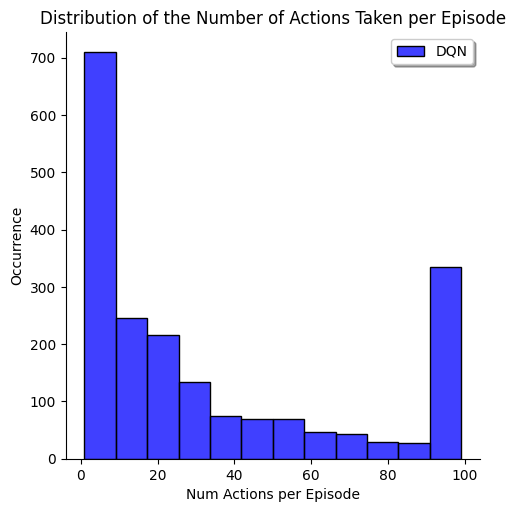 Distribution of the Number of Actions Taken per Episode
DQN
700
600
500
400
300
200
100
0
Occurrence
0 20 40 60 80 100
Num Actions per Episode